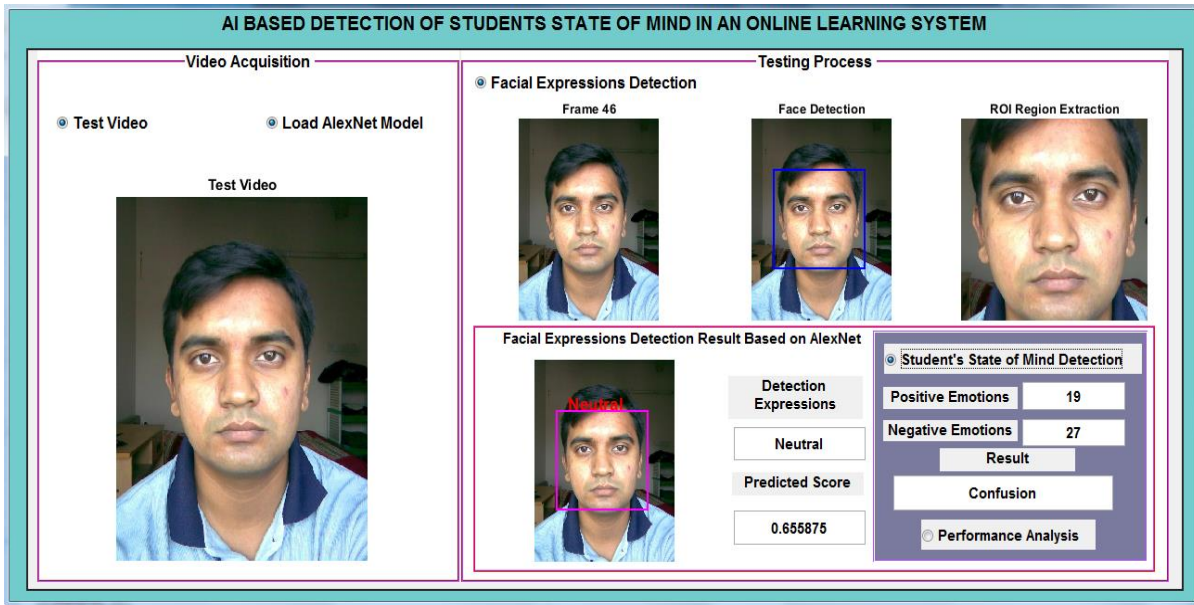 AI BASED DETECTION OF STUDENTS STATE OF MIND IN AN ONLINE LEARNING SYSTEM
Video Acquisition
Test Video
Load AlexNet Model
Test Video
Testing Process
Facial Expressions Detection
Frame 46
Face Detection
ROI Region Extraction
Facial Expressions Detection Result Based on AlexNet
Neutral
Detection
Expressions
Neutral
Predicted Score
0.655875
Student's State of Mind Detection
Positive Emotions
19
Negative Emotions
27
Result
Confusion
Performance Analysis